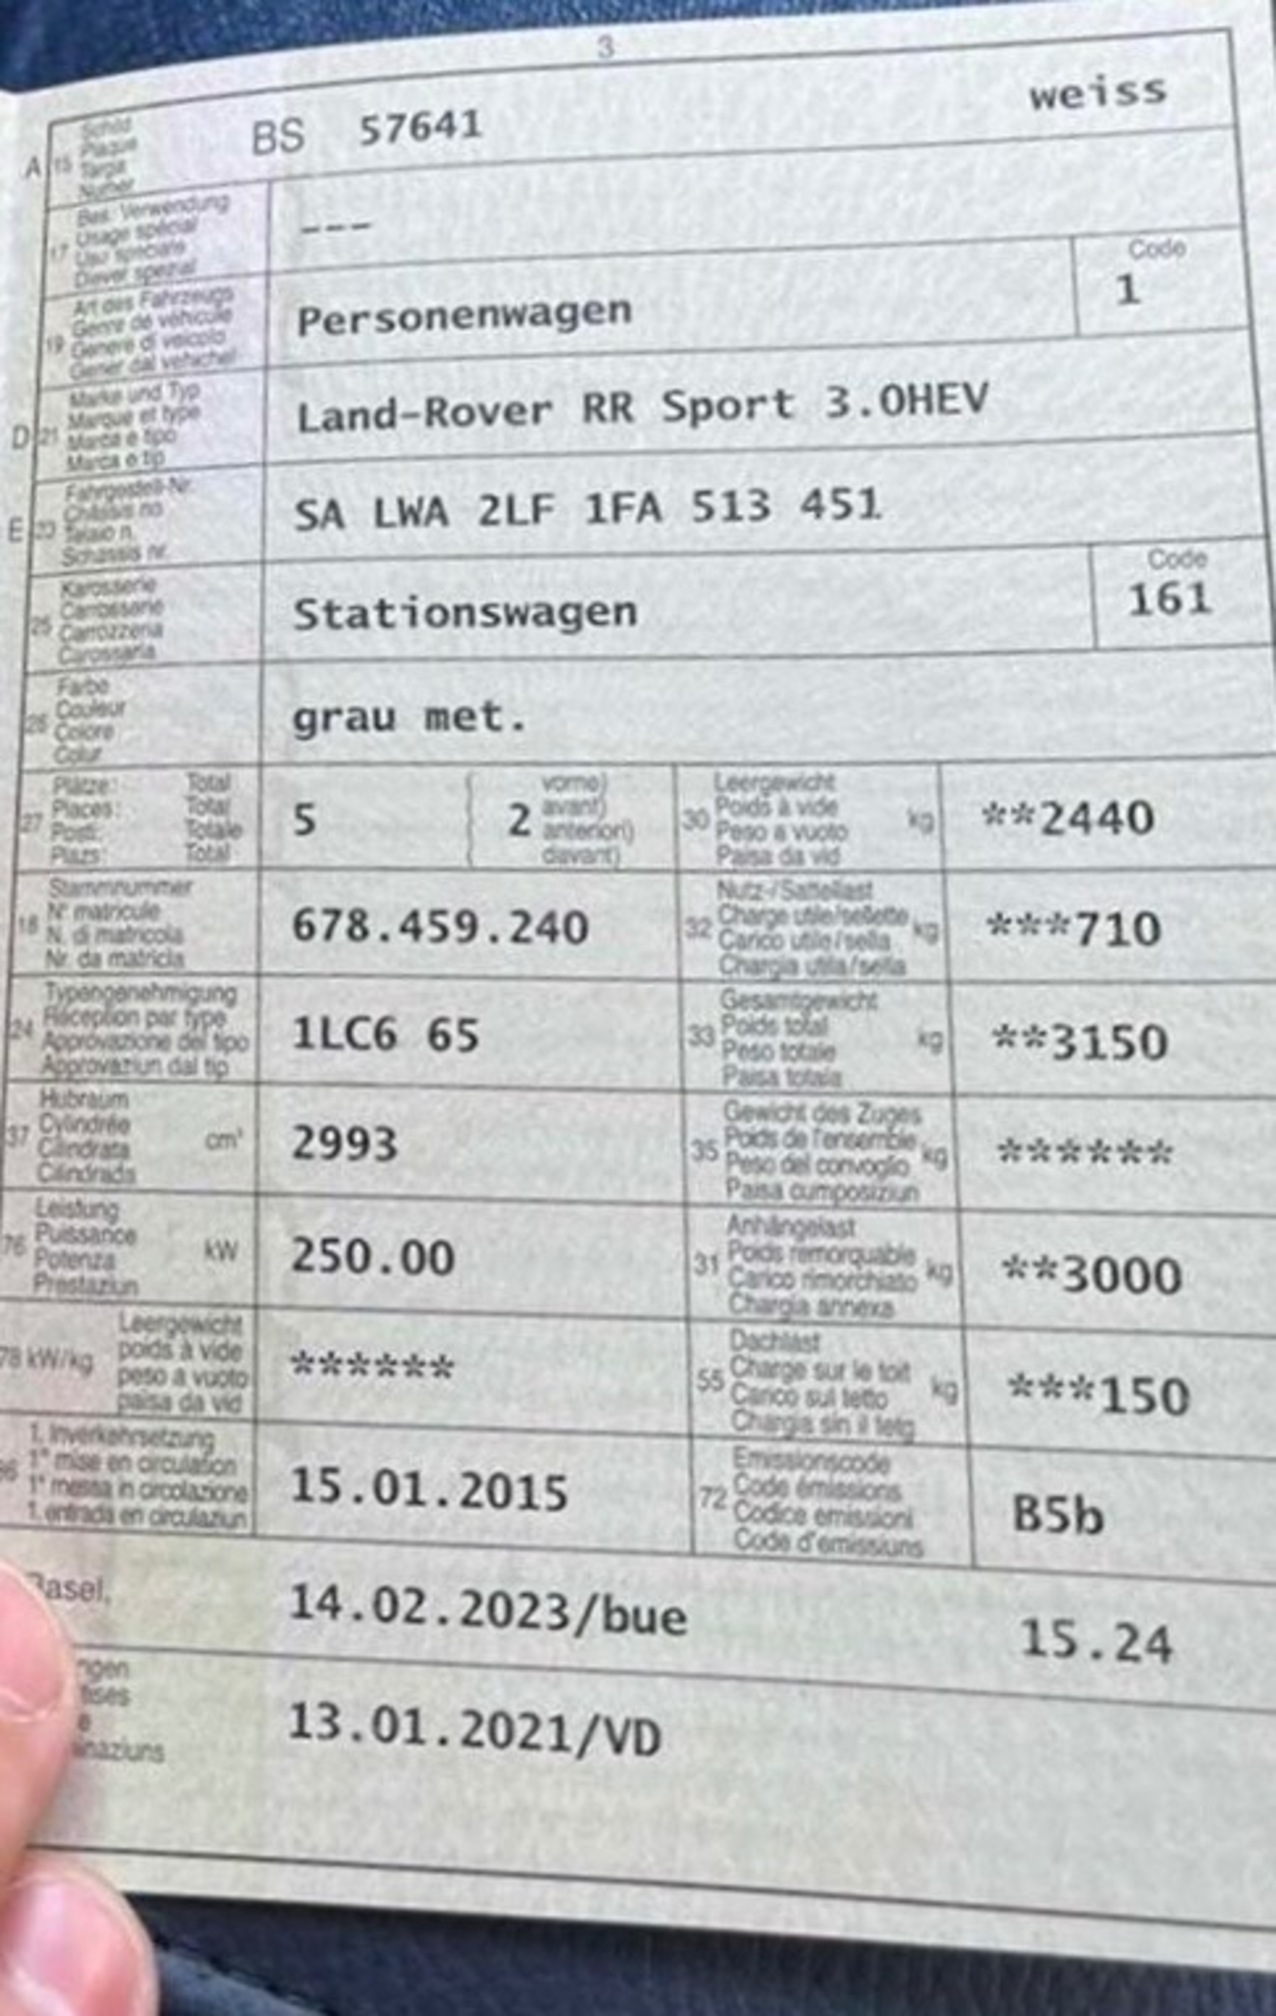 3
A 15 Schild Plaque Targa Numer BS 57641 weiss
17 Bes. Verwendung Usage spécial Uso speciale Diever spezial ---
19 Art des Fahrzeugs Genre de véhicule Genere di veicolo Gener dal vehichel Personenwagen Code 1
D 21 Marke und Typ Marque et type Marca e tipo Marca e tip Land-Rover RR Sport 3.0HEV
E 23 Fahrgestell-Nr. Châssis no Telaio n. Schassis nr. SA LWA 2LF 1FA 513 451
25 Karosserie Carrosserie Carrozzeria Carossaria Stationswagen Code 161
26 Farbe Couleur Colore Colur grau met.
27 Plätze: Total Places: Total Posti: Totale Plazs: Total 5 ( 2 vorne) avant) anteriori) davant) 30 Leergewicht Poids à vide Peso a vuoto Paisa da vid kg **2440
18 Stammnummer N° matricule N. di matricola Nr. da matricla 678.459.240 32 Nutz-/Sattellast Charge utile/sellette Carico utile/sella Chargia utila/sella kg ***710
24 Typengenehmigung Réception par type Approvazione del tipo Approvaziun dal tip 1LC6 65 33 Gesamtgewicht Poids total Peso totale Paisa totala kg **3150
37 Hubraum Cylindrée Cilindrata Cilindrada cm³ 2993 35 Gewicht des Zuges Poids de l'ensemble Peso del convoglio Paisa cumposiziun kg ******
76 Leistung Puissance Potenza Prestaziun kW 250.00 31 Anhängelast Poids remorquable Carico rimorchiato Chargia annexa kg **3000
78 kW/kg Leergewicht poids à vide peso a vuoto paisa da vid ****** 55 Dachlast Charge sur le toit Carico sul tetto Chargia sin il tetg kg ***150
36 1. Inverkehrsetzung 1re mise en circulation 1a messa in circolazione 1. entrada en circulaziun 15.01.2015 72 Emissionscode Code émissions Codice emissioni Code d'emissiuns B5b
Basel, 14.02.2023/bue 15.24
13.01.2021/VD